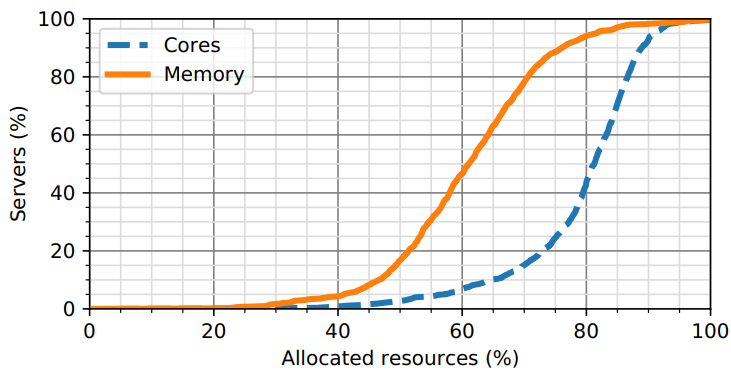 100
80
60
40
20
0
Servers (%)
Cores
Memory
0 20 40 60 80 100
Allocated resources (%)